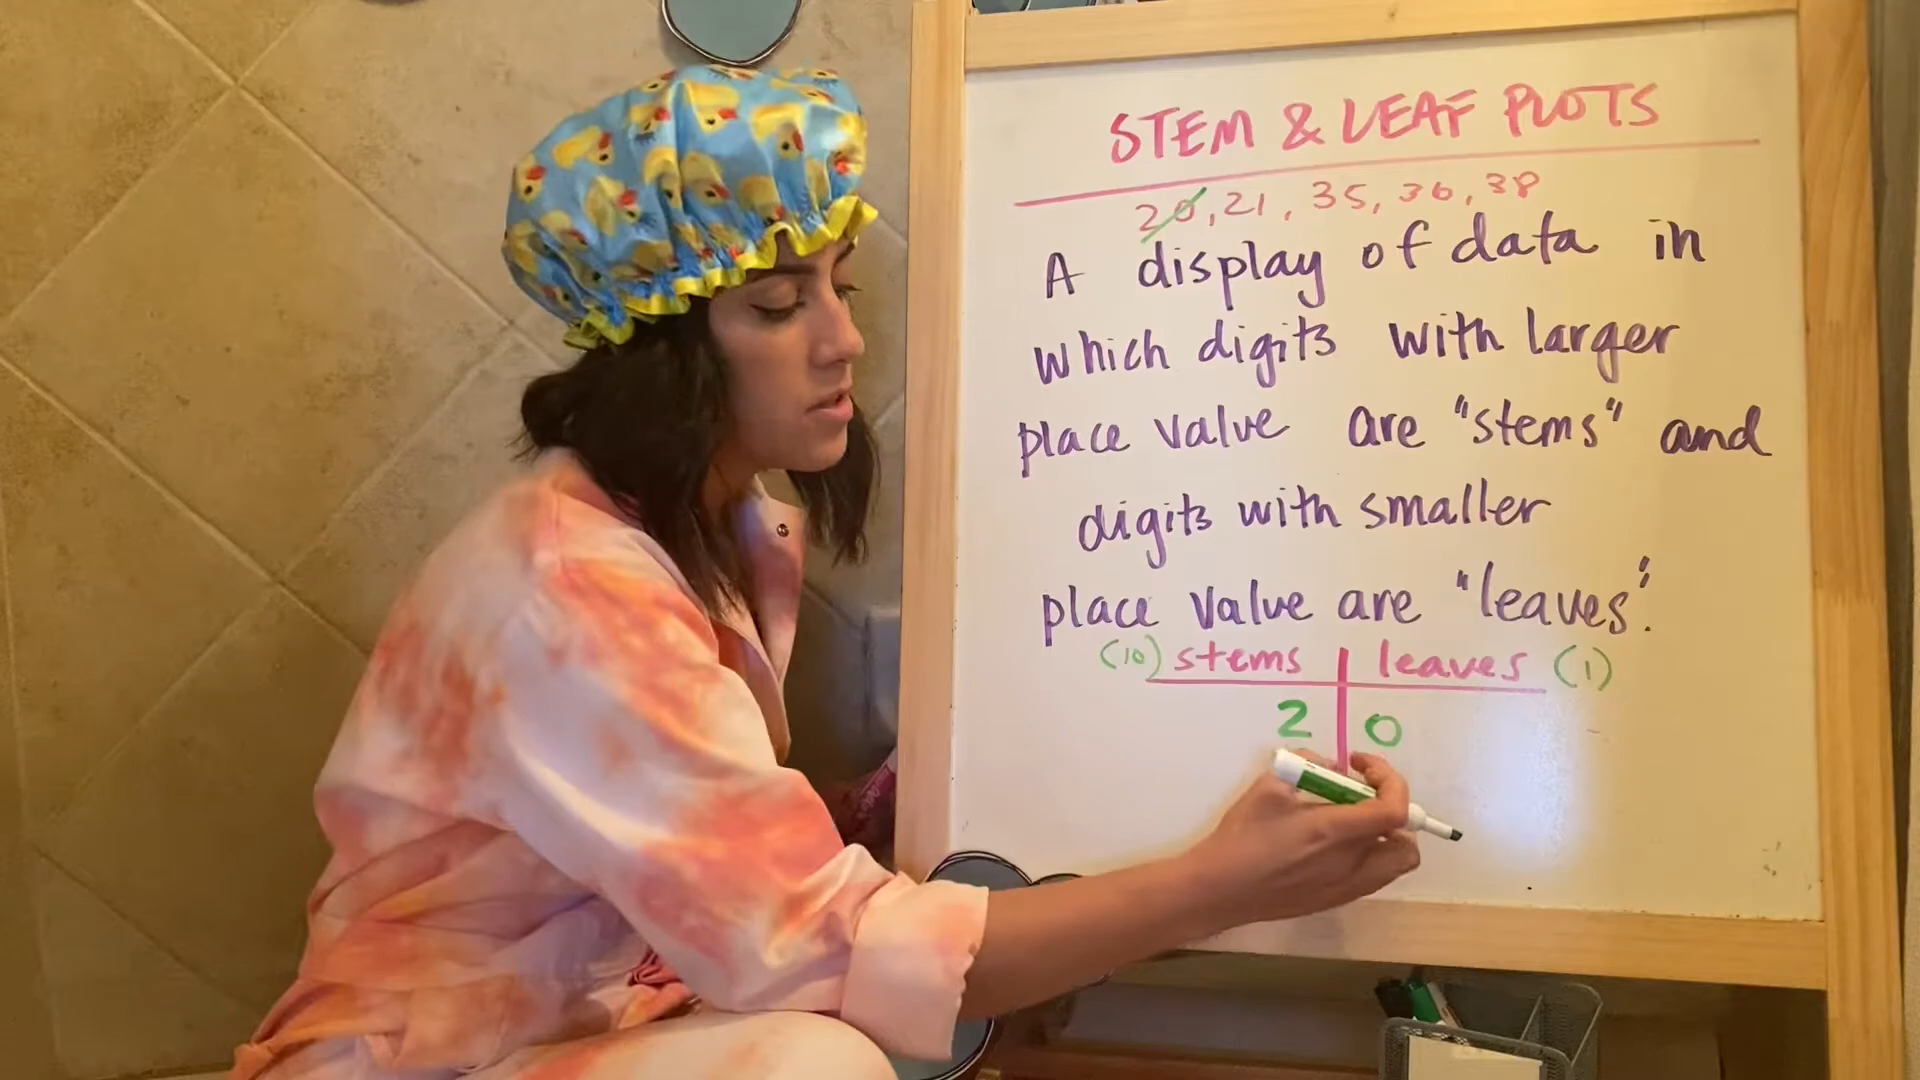 STEM & LEAF PLOTS
20, 21, 35, 36, 38
A display of data in
which digits with larger
place value are "stems" and
digits with smaller
place value are "leaves".
(10) stems leaves (1)
2 0